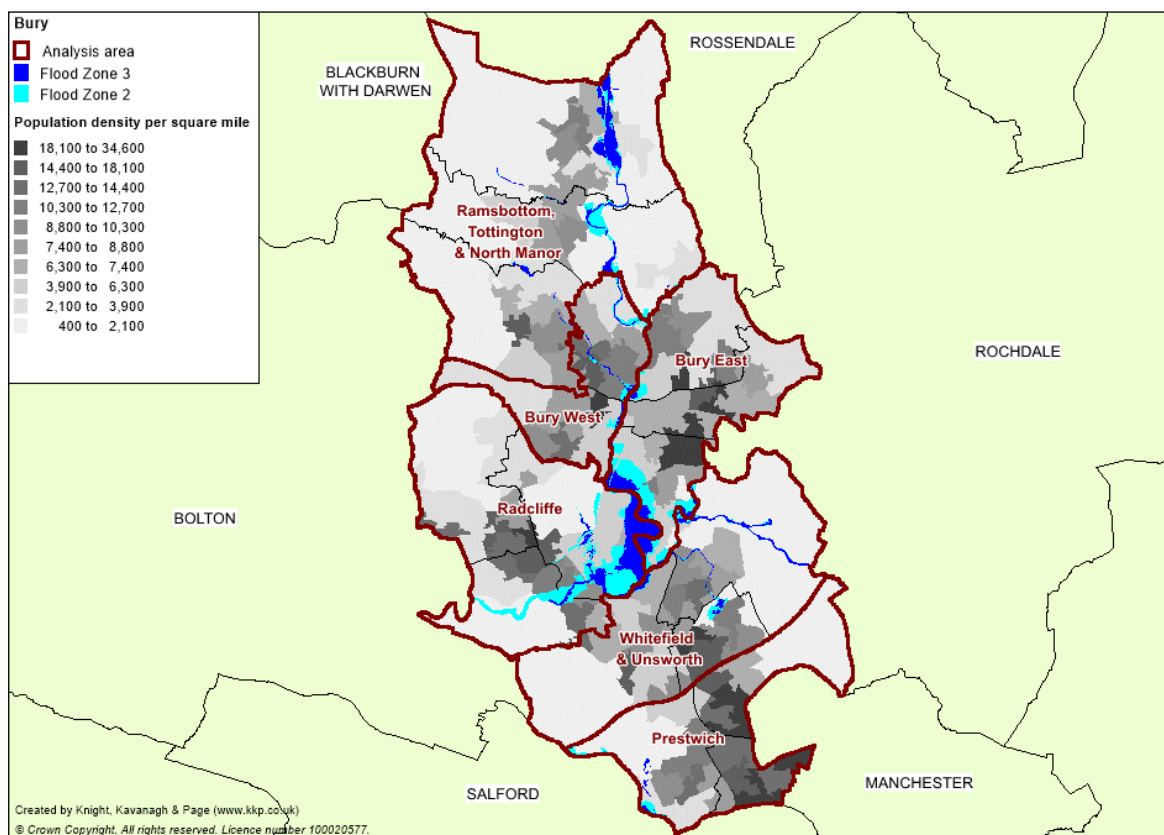 Bury
Analysis area
Flood Zone 3
Flood Zone 2
Population density per square mile
18,100 to 34,600
14,400 to 18,100
12,700 to 14,400
10,300 to 12,700
8,800 to 10,300
7,400 to 8,800
6,300 to 7,400
3,900 to 6,300
2,100 to 3,900
400 to 2,100
ROSSENDALE
BLACKBURN
WITH DARWEN
Ramsbottom,
Tottington
& North Manor
ROCHDALE
Bury East
Bury West
Radcliffe
BOLTON
Whitefield
& Unsworth
Prestwich
SALFORD
MANCHESTER
Created by Knight, Kavanagh & Page (www.kkp.co.uk)
© Crown Copyright. All rights reserved. Licence number 100020577.